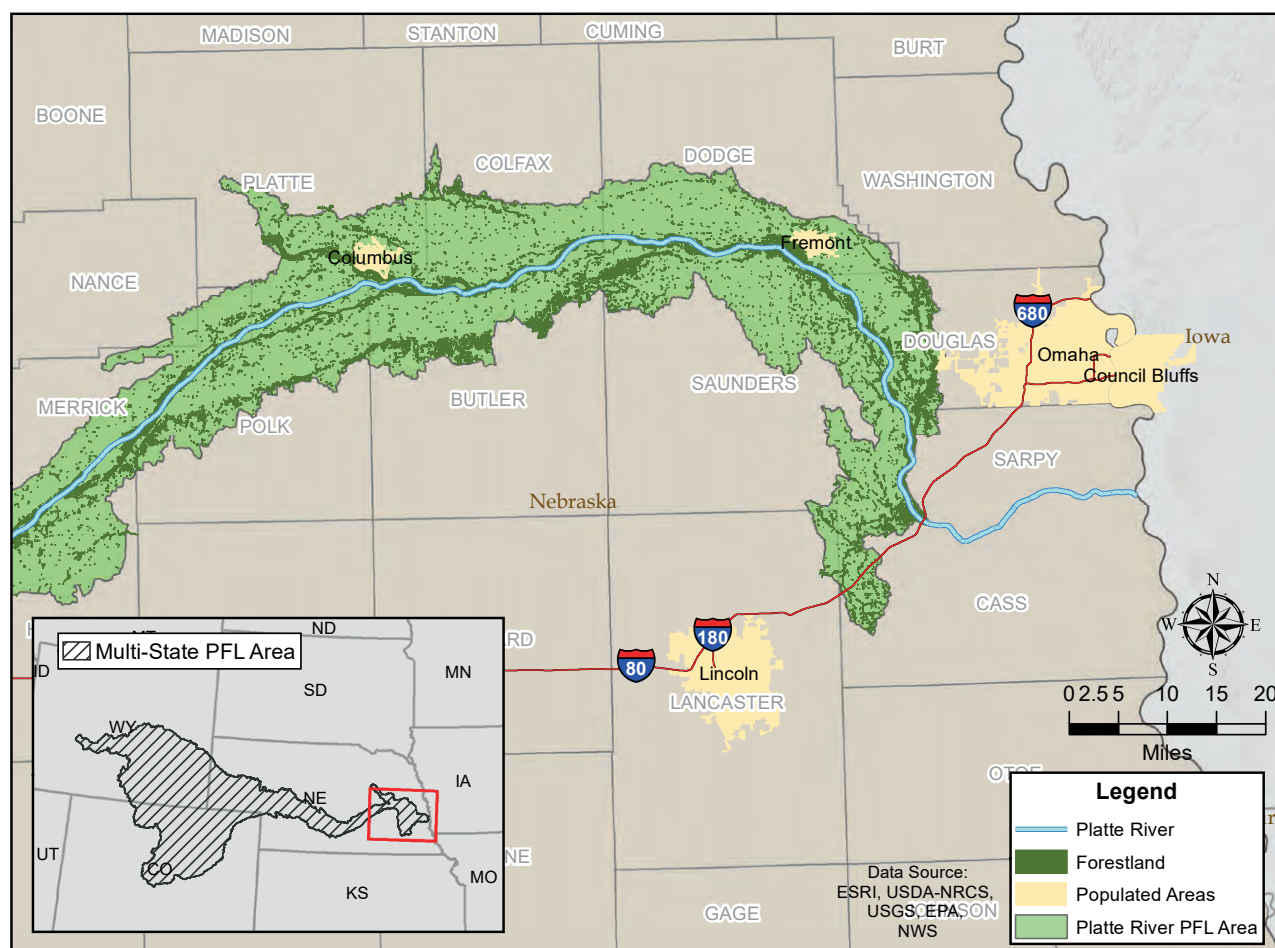 MADISON
STANTON
CUMING
BURT
BOONE
COLFAX
DODGE
PLATTE
WASHINGTON
Columbus
Fremont
NANCE
680
Iowa
DOUGLAS
Omaha
Council Bluffs
SAUNDERS
MERRICK
BUTLER
POLK
SARPY
Nebraska
CASS
N
W
E
S
180
80
Lincoln
LANCASTER
0 2.5 5 10 15 20
Miles
Multi-State PFL Area
ND
ID
MN
SD
WY
IA
NE
UT
CO
MO
KS
GAGE
Data Source:
ESRI, USDA-NRCS,
USGS, EPA,
NWS
Legend
Platte River
Forestland
Populated Areas
Platte River PFL Area